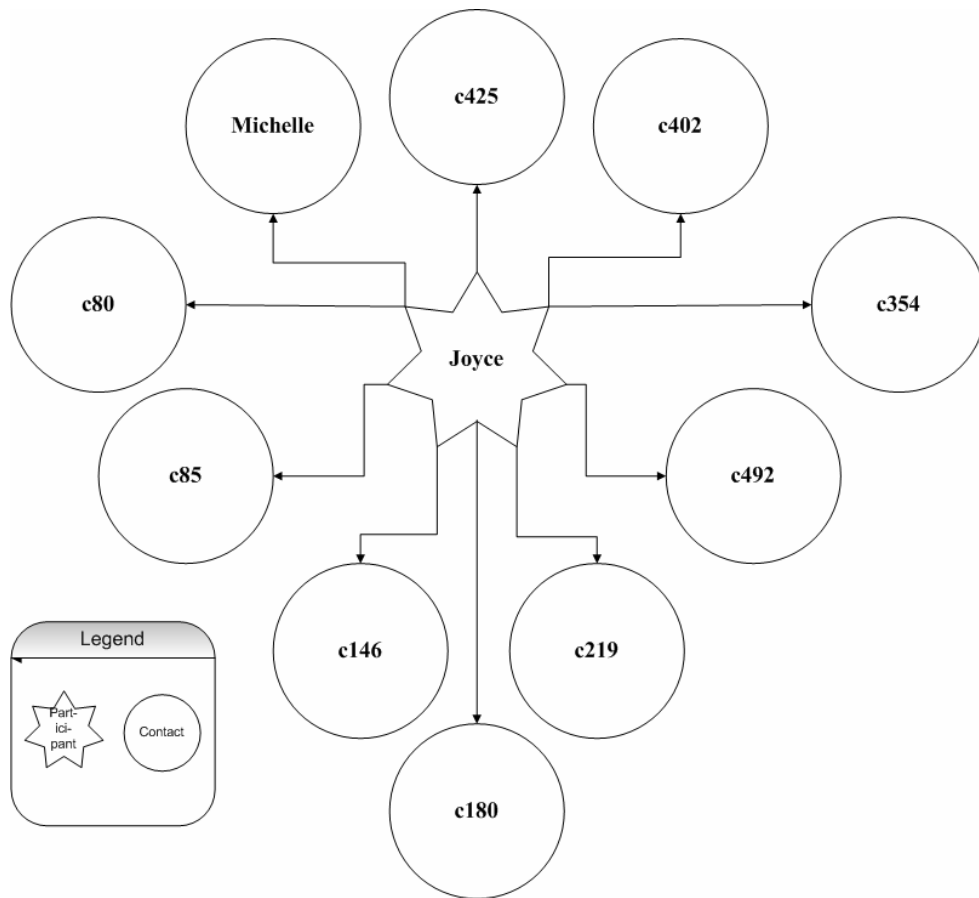 c425
Michelle
c402
c80
c354
Joyce
c85
c492
c146
c219
c180
Legend
Part-
ici-
pant
Contact